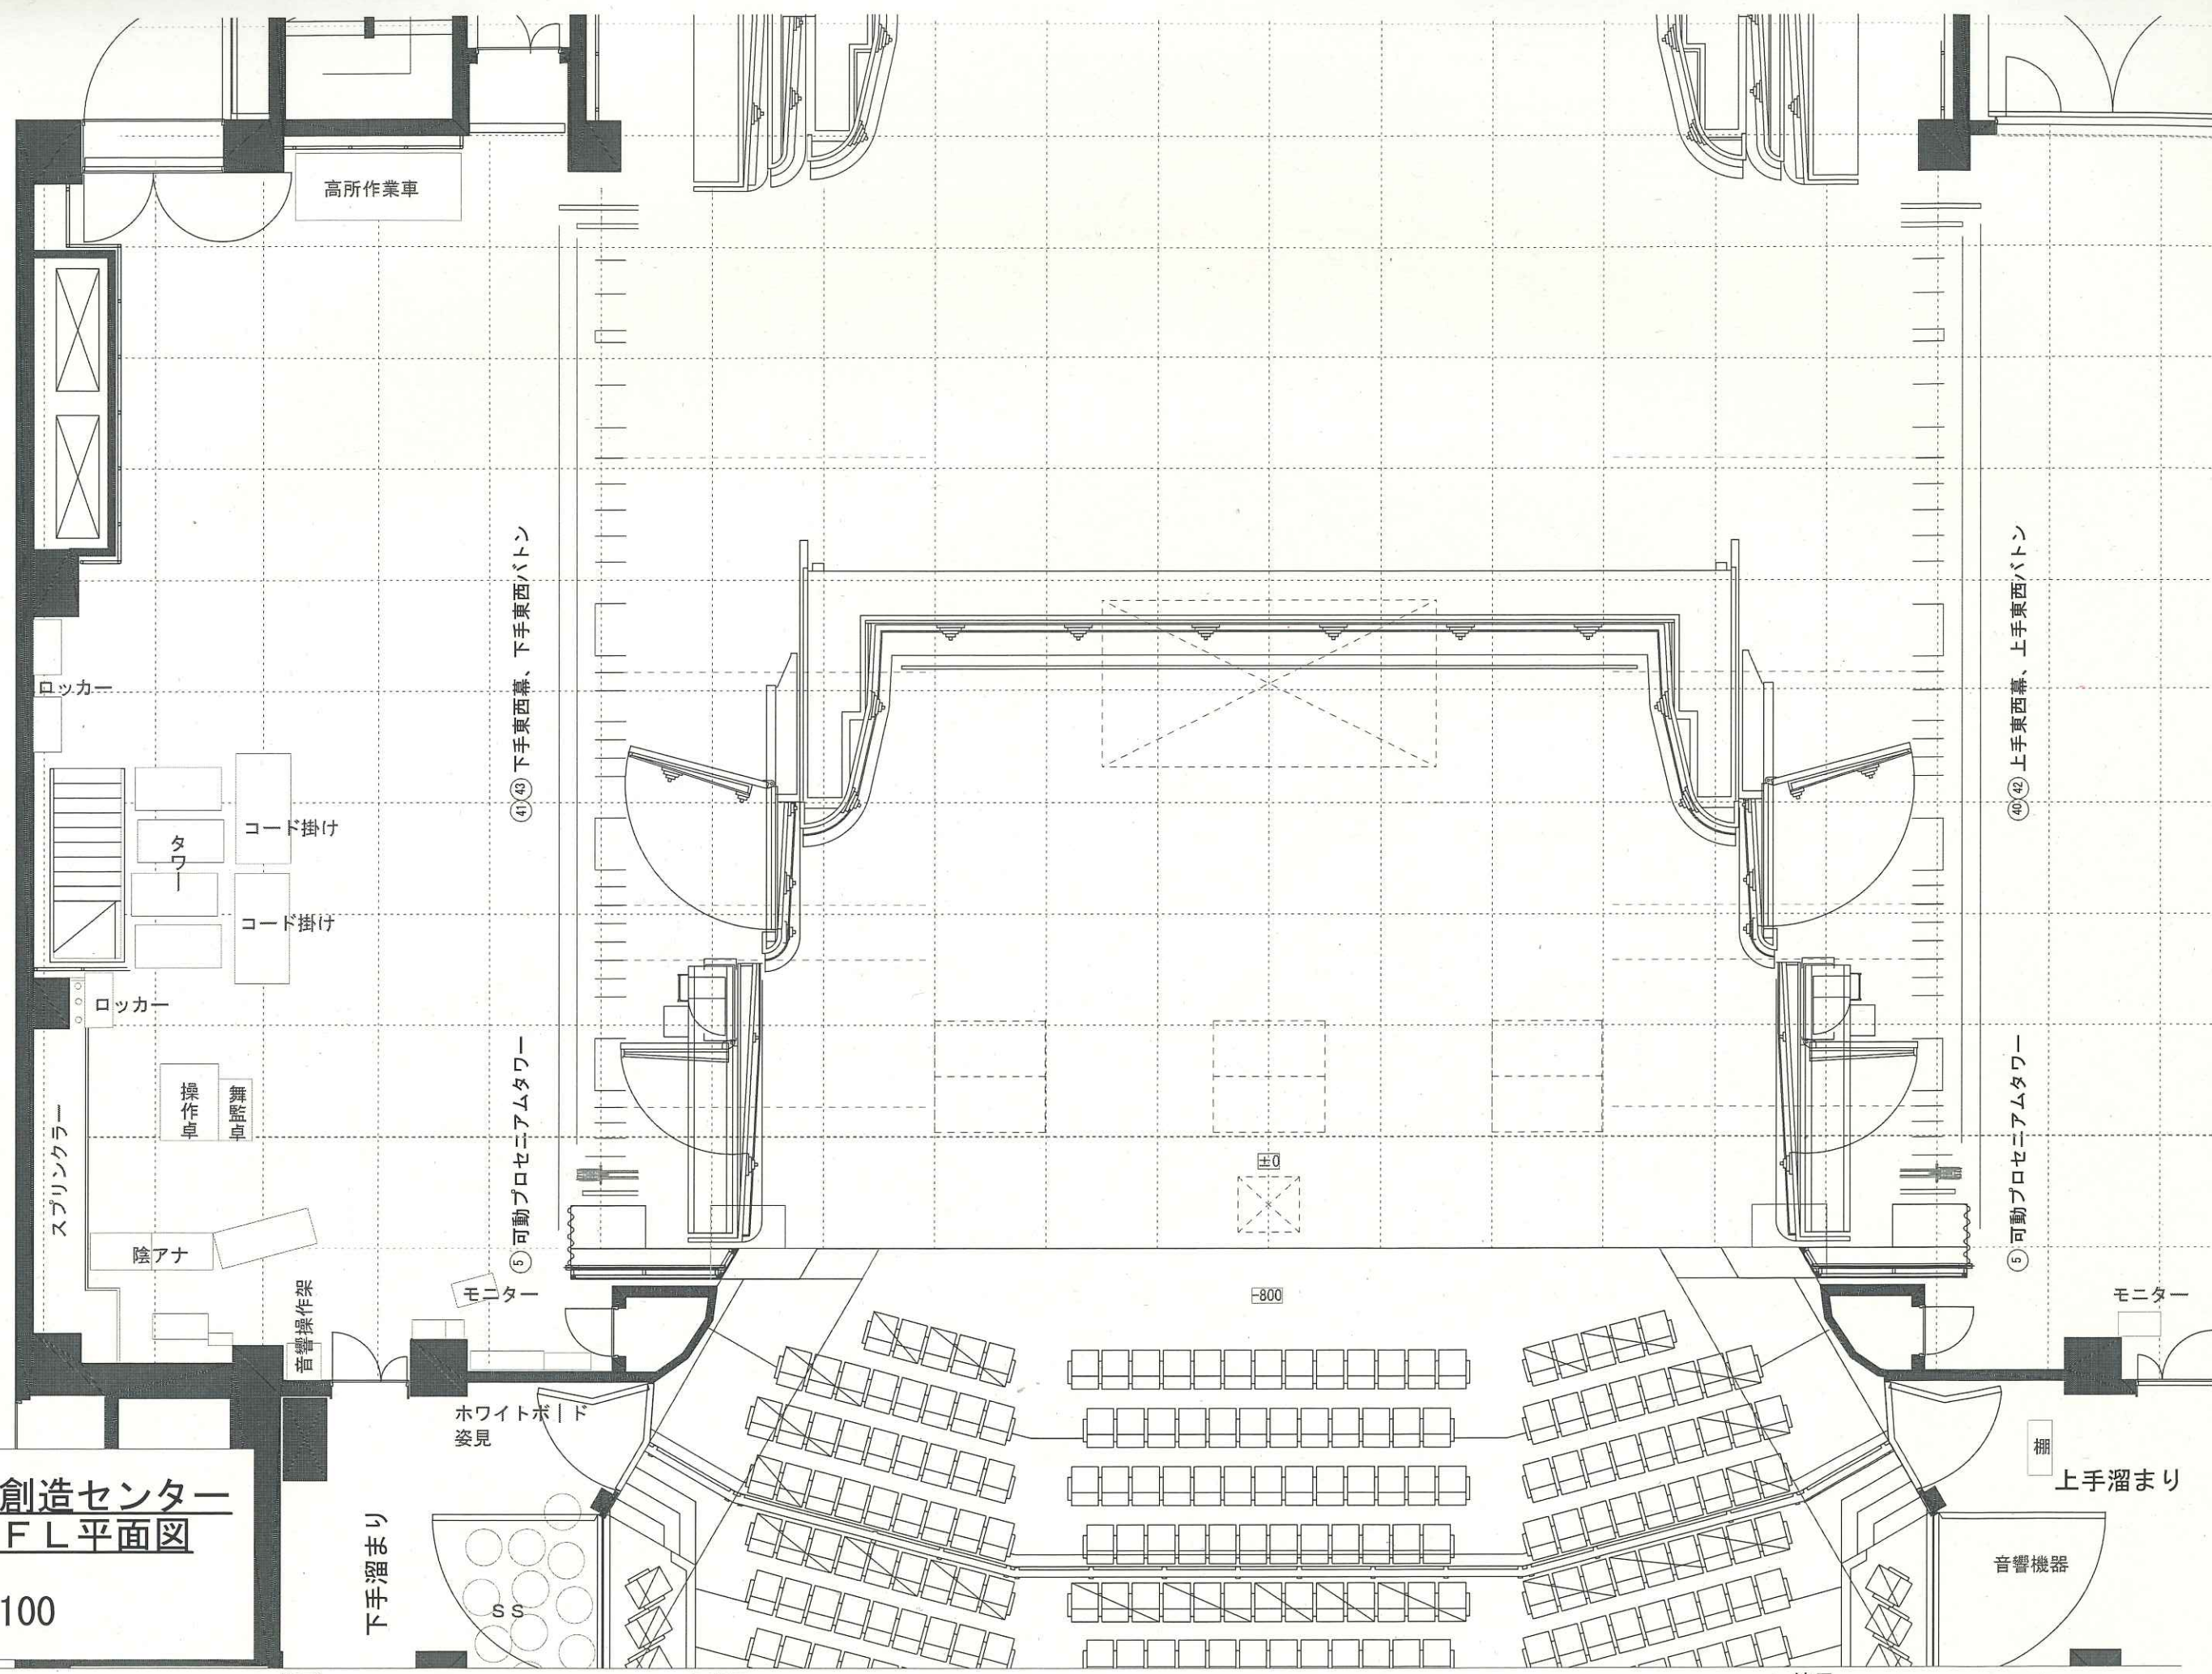 高所作業車
㊶㊸下手東西幕、下手東西バトン
㊵㊷上手東西幕、上手東西バトン
ロッカー
タワー
コード掛け
コード掛け
ロッカー
操作卓
舞監卓
スプリンクラー
⑤可動プロセニアムタワー
⑤可動プロセニアムタワー
±0
陰アナ
音響操作架
モニター
-800
モニター
ホワイトボード
姿見
棚
上手溜まり
創造センター
FL平面図
100
下手溜まり
SS
音響機器